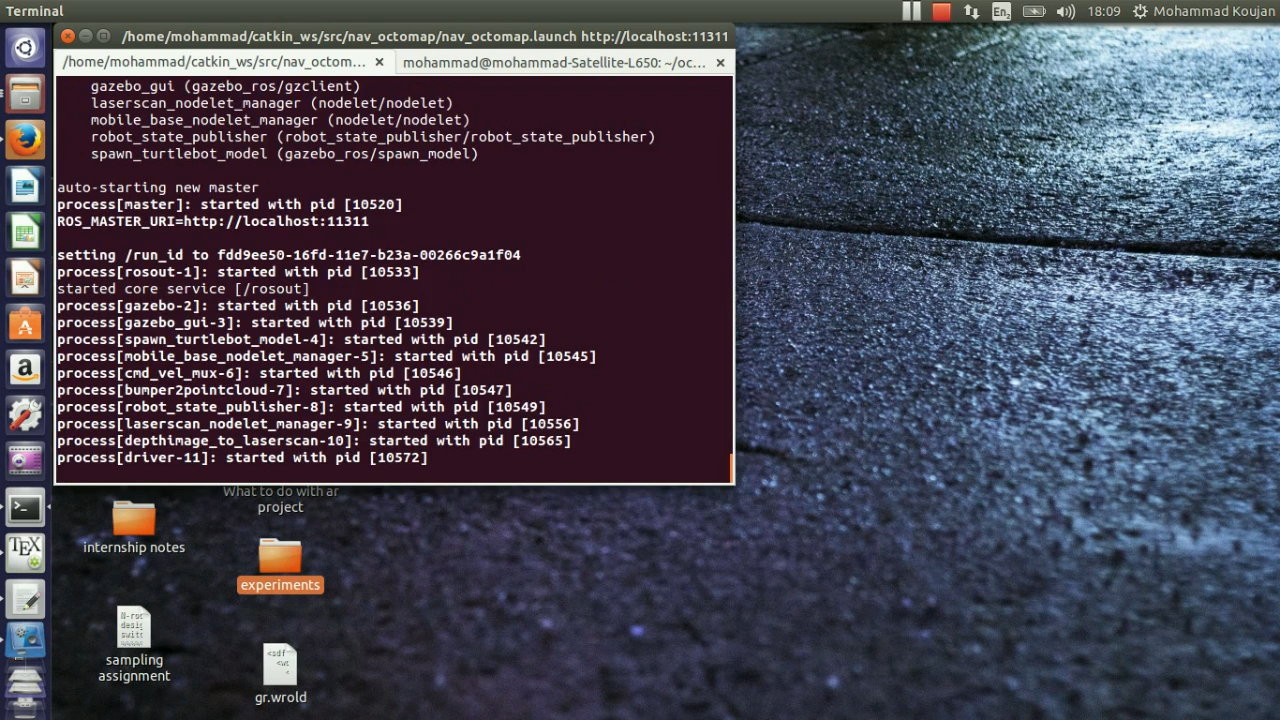 Terminal
En2
18:09
Mohammad Koujan
/home/mohammad/catkin_ws/src/nav_octomap/nav_octomap.launch http://localhost:11311
/home/mohammad/catkin_ws/src/nav_octom...
mohammad@mohammad-Satellite-L650: ~/oc...
gazebo_gui (gazebo_ros/gzclient)
laserscan_nodelet_manager (nodelet/nodelet)
mobile_base_nodelet_manager (nodelet/nodelet)
robot_state_publisher (robot_state_publisher/robot_state_publisher)
spawn_turtlebot_model (gazebo_ros/spawn_model)
auto-starting new master
process[master]: started with pid [10520]
ROS_MASTER_URI=http://localhost:11311
setting /run_id to fdd9ee50-16fd-11e7-b23a-00266c9a1f04
process[rosout-1]: started with pid [10533]
started core service [/rosout]
process[gazebo-2]: started with pid [10536]
process[gazebo_gui-3]: started with pid [10539]
process[spawn_turtlebot_model-4]: started with pid [10542]
process[mobile_base_nodelet_manager-5]: started with pid [10545]
process[cmd_vel_mux-6]: started with pid [10546]
process[bumper2pointcloud-7]: started with pid [10547]
process[robot_state_publisher-8]: started with pid [10549]
process[laserscan_nodelet_manager-9]: started with pid [10556]
process[depthimage_to_laserscan-10]: started with pid [10565]
process[driver-11]: started with pid [10572]
What to do with ar
project
internship notes
experiments
N-roo
desig
swit
sampling
assignment
<sdf
gr.wrold
a
TEX